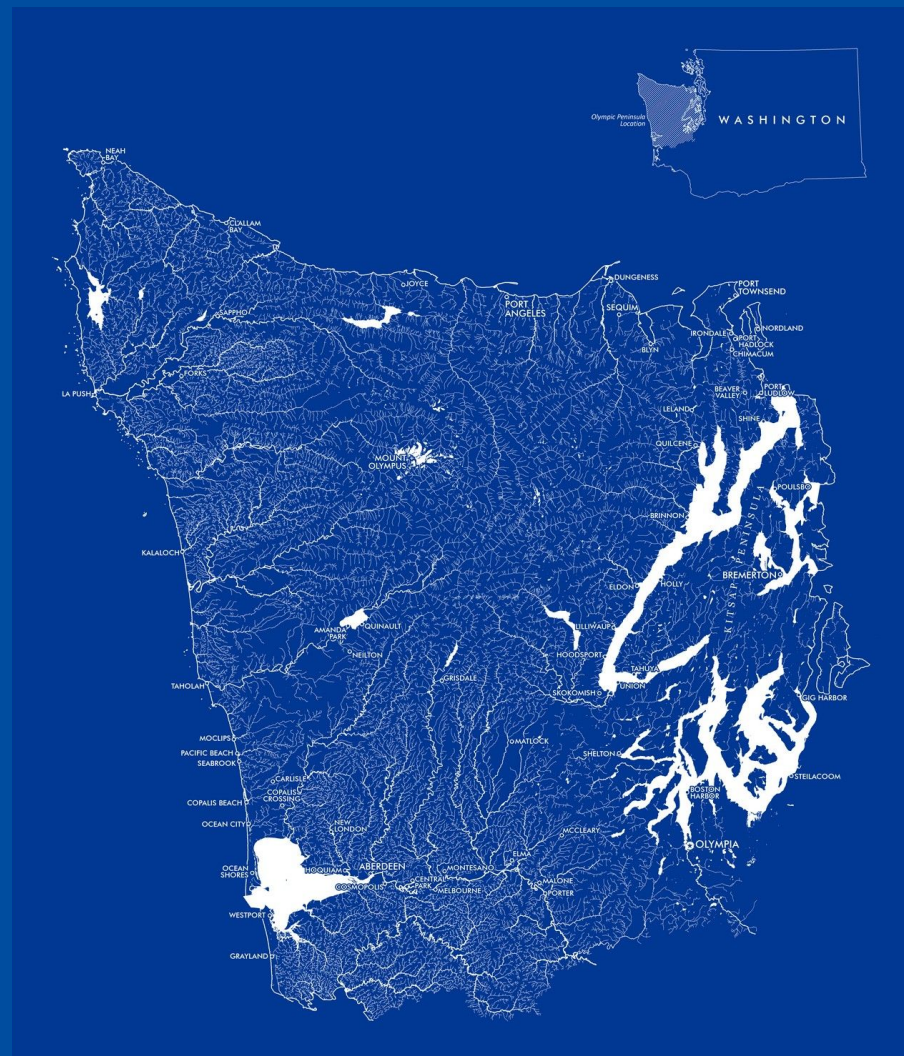 Olympic Peninsula
Location
WASHINGTON
NEAH
BAY
CLALLAM
BAY
JOYCE
DUNGENESS
PORT
TOWNSEND
PORT
ANGELES
SEQUIM
SAPPHO
NORDLAND
IRONDALE
PORT
HADLOCK
CHIMACUM
BLYN
FORKS
LA PUSH
BEAVER
VALLEY
PORT
LUDLOW
LELAND
SHINE
QUILCENE
MOUNT
OLYMPUS
POULSBO
BRINNON
KITSAP PENINSULA
KALALOCH
BREMERTON
ELDON
HOLLY
AMANDA
PARK
QUINAULT
LILLIWAUP
NEILTON
HOODSPORT
TAHUYA
GRISDALE
TAHOLAH
UNION
SKOKOMISH
GIG HARBOR
MOCLIPS
MATLOCK
PACIFIC BEACH
SHELTON
SEABROOK
STEILACOOM
CARLISLE
COPALIS
CROSSING
BOSTON
HARBOR
COPALIS BEACH
OCEAN CITY
NEW
LONDON
MCCLEARY
OLYMPIA
ELMA
OCEAN
SHORES
HOQUIAM
ABERDEEN
MONTESANO
COSMOPOLIS
CENTRAL
PARK
MELBOURNE
MALONE
PORTER
WESTPORT
GRAYLAND